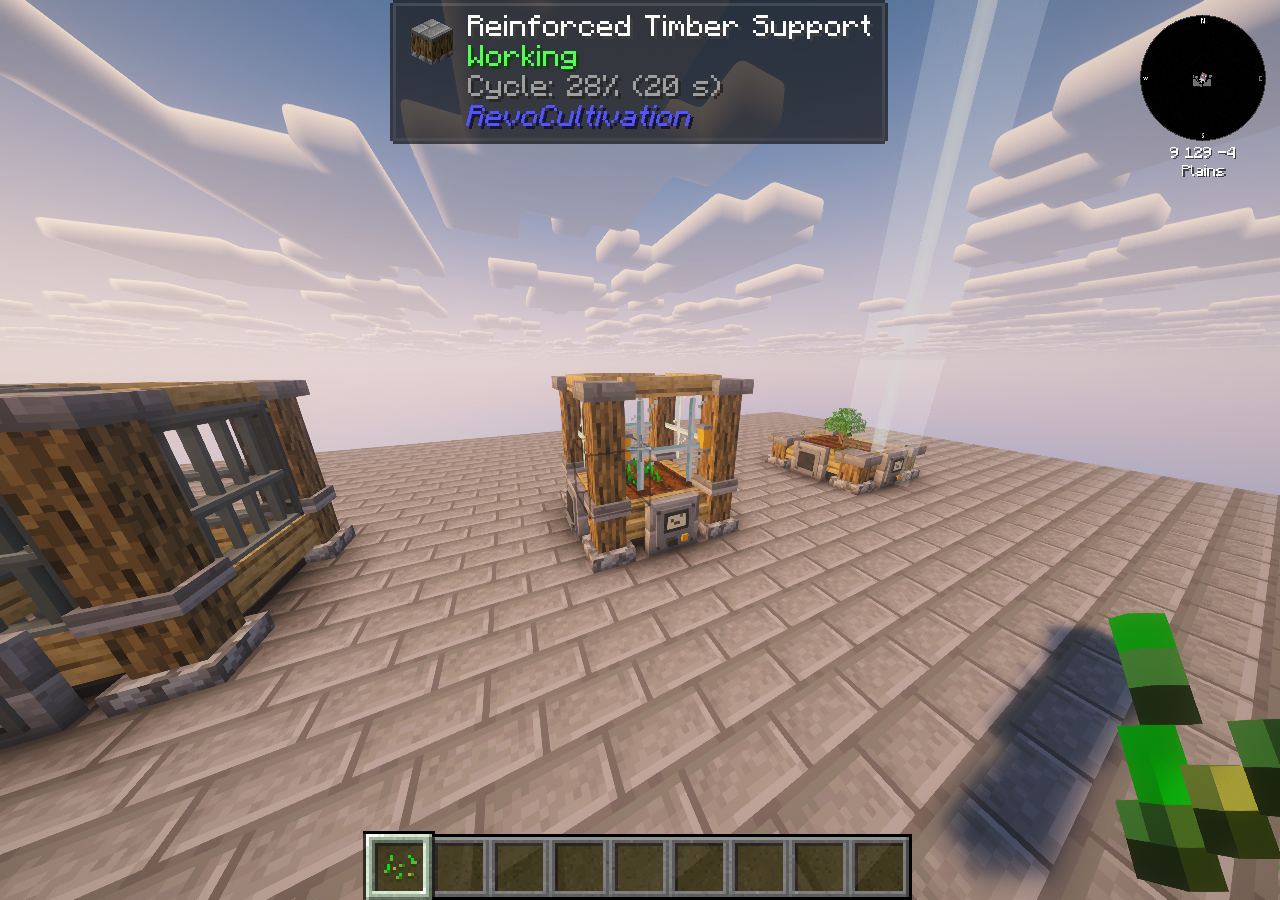 Reinforced Timber Support
Working
Cycle: 28% (20 s)
RevoCultivation
N
W
E
S
9 129 -4
Plains